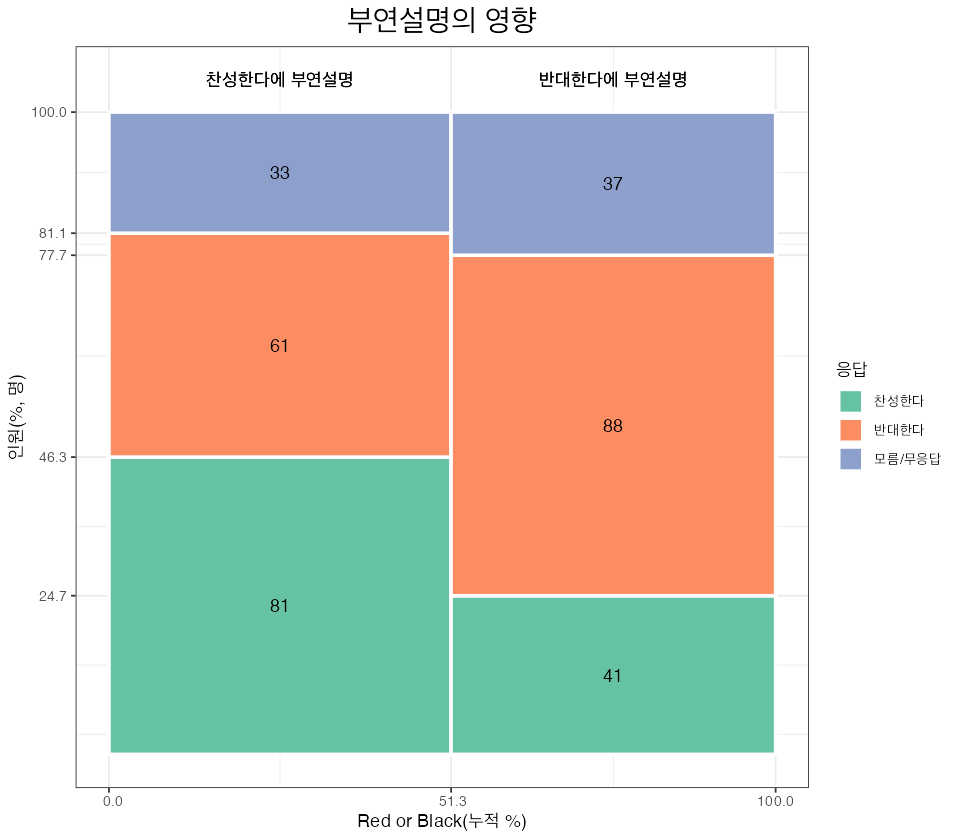 부연설명의 영향
찬성한다에 부연설명
반대한다에 부연설명
100.0
81.1
77.7
46.3
24.7
인원(%, 명)
33
37
61
88
81
41
0.0
51.3
100.0
Red or Black(누적 %)
응답
찬성한다
반대한다
모름/무응답